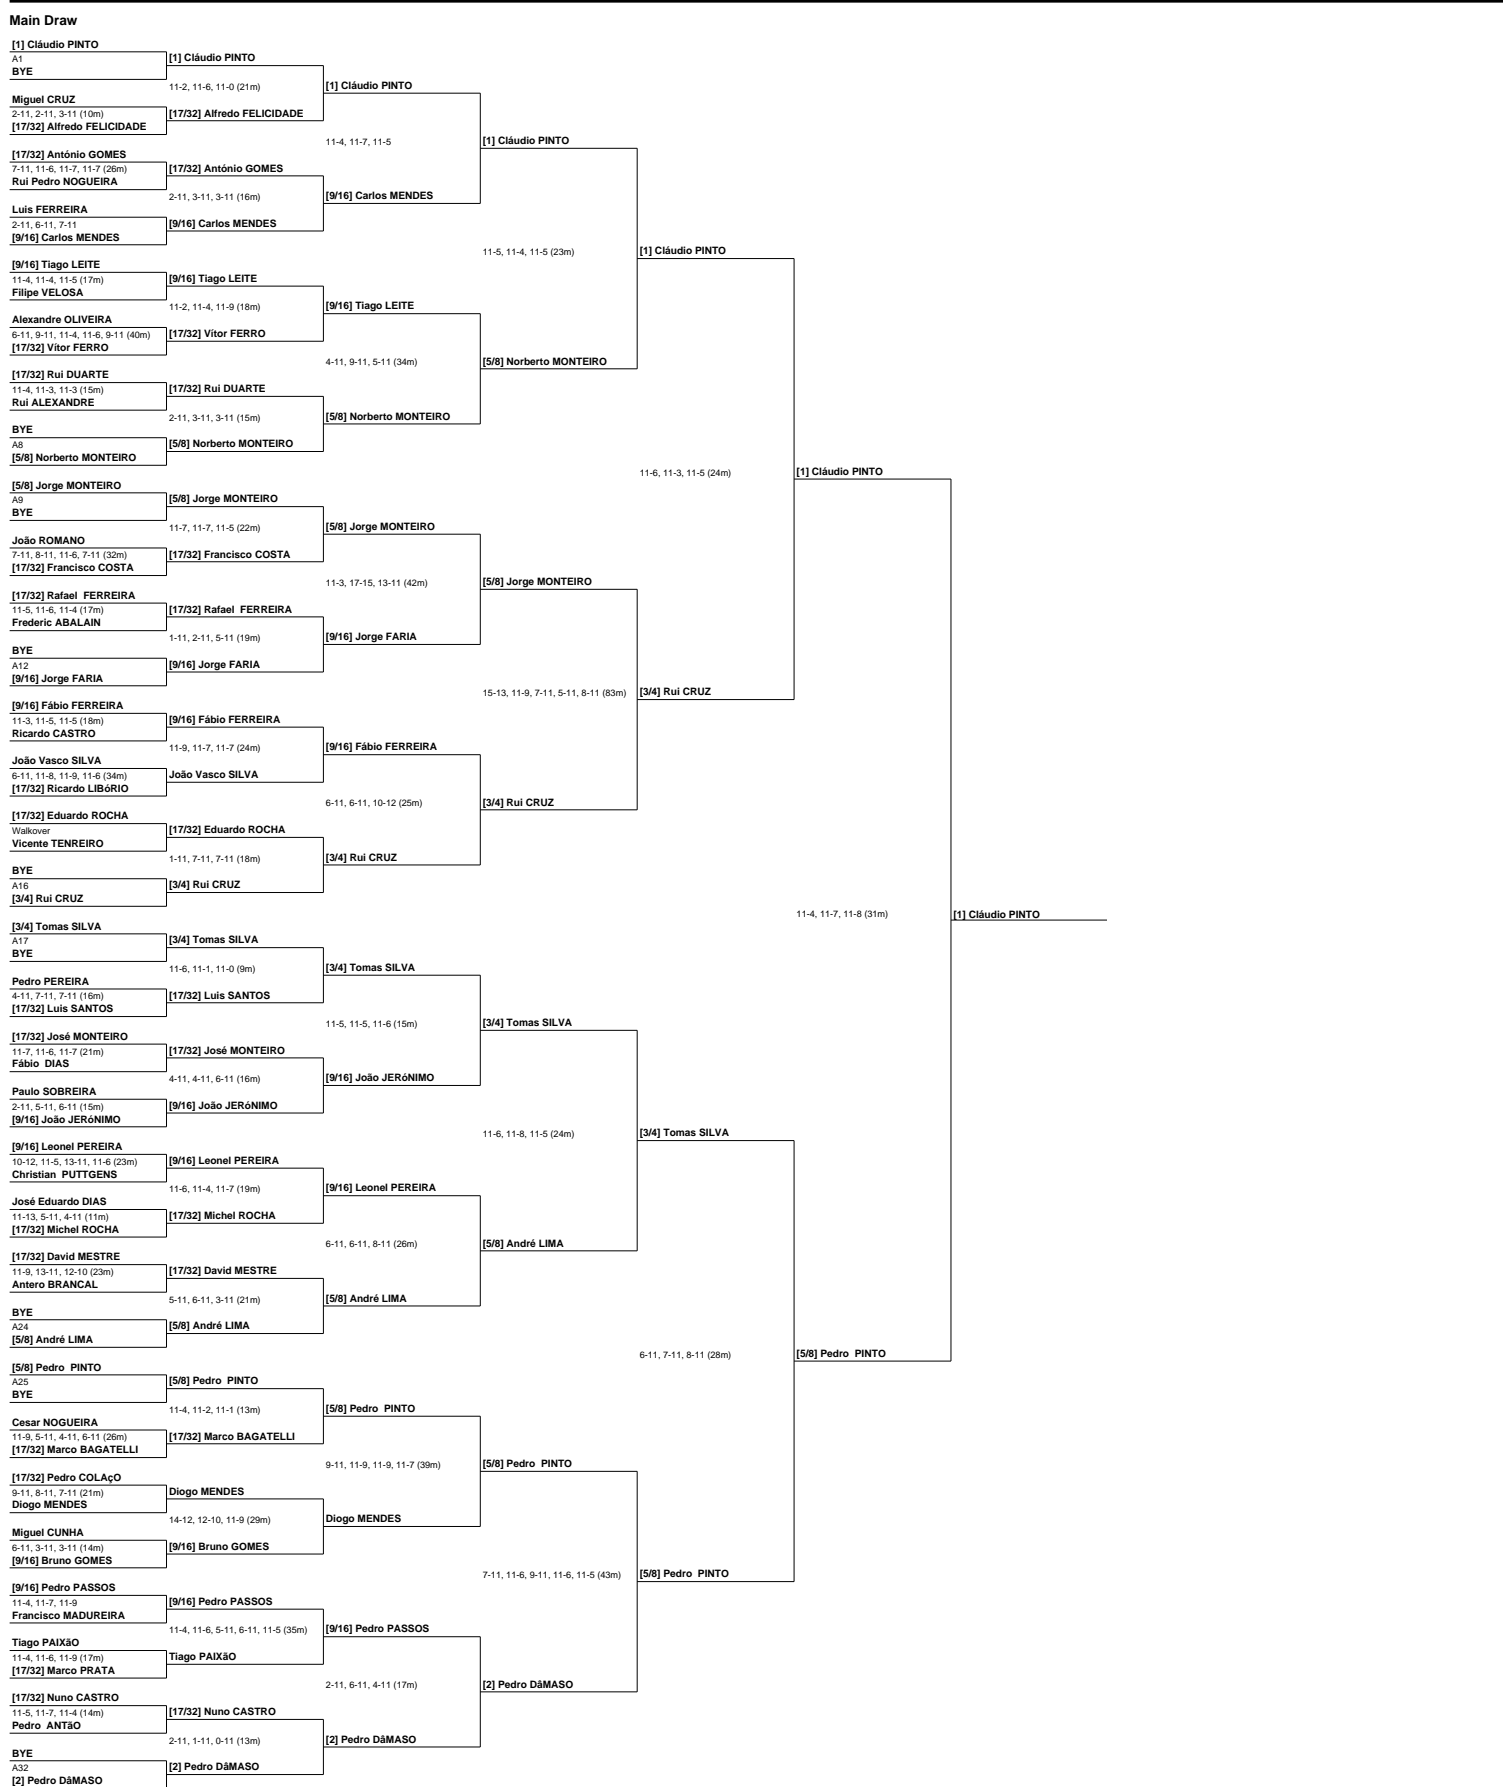 Main Draw
[1] Cláudio PINTO
A1
[1] Cláudio PINTO
BYE
11-2, 11-6, 11-0 (21m)
[1] Cláudio PINTO
Miguel CRUZ
2-11, 2-11, 3-11 (10m)
[17/32] Alfredo FELICIDADE
[17/32] Alfredo FELICIDADE
11-4, 11-7, 11-5
[1] Cláudio PINTO
[17/32] António GOMES
7-11, 11-6, 11-7, 11-7 (26m)
[17/32] António GOMES
Rui Pedro NOGUEIRA
2-11, 3-11, 3-11 (16m)
[9/16] Carlos MENDES
Luis FERREIRA
2-11, 6-11, 7-11
[9/16] Carlos MENDES
[9/16] Carlos MENDES
11-5, 11-4, 11-5 (23m)
[1] Cláudio PINTO
[9/16] Tiago LEITE
11-4, 11-4, 11-5 (17m)
[9/16] Tiago LEITE
Filipe VELOSA
11-2, 11-4, 11-9 (18m)
[9/16] Tiago LEITE
Alexandre OLIVEIRA
6-11, 9-11, 11-4, 11-6, 9-11 (40m)
[17/32] Vítor FERRO
[17/32] Vítor FERRO
4-11, 9-11, 5-11 (34m)
[5/8] Norberto MONTEIRO
[17/32] Rui DUARTE
11-4, 11-3, 11-3 (15m)
[17/32] Rui DUARTE
Rui ALEXANDRE
2-11, 3-11, 3-11 (15m)
[5/8] Norberto MONTEIRO
BYE
A8
[5/8] Norberto MONTEIRO
[5/8] Norberto MONTEIRO
11-6, 11-3, 11-5 (24m)
[1] Cláudio PINTO
[5/8] Jorge MONTEIRO
A9
[5/8] Jorge MONTEIRO
BYE
11-7, 11-7, 11-5 (22m)
[5/8] Jorge MONTEIRO
João ROMANO
7-11, 8-11, 11-6, 7-11 (32m)
[17/32] Francisco COSTA
[17/32] Francisco COSTA
11-3, 17-15, 13-11 (42m)
[5/8] Jorge MONTEIRO
[17/32] Rafael  FERREIRA
11-5, 11-6, 11-4 (17m)
[17/32] Rafael  FERREIRA
Frederic ABALAIN
1-11, 2-11, 5-11 (19m)
[9/16] Jorge FARIA
BYE
A12
[9/16] Jorge FARIA
[9/16] Jorge FARIA
15-13, 11-9, 7-11, 5-11, 8-11 (83m)
[3/4] Rui CRUZ
[9/16] Fábio FERREIRA
11-3, 11-5, 11-5 (18m)
[9/16] Fábio FERREIRA
Ricardo CASTRO
11-9, 11-7, 11-7 (24m)
[9/16] Fábio FERREIRA
João Vasco SILVA
6-11, 11-8, 11-9, 11-6 (34m)
João Vasco SILVA
[17/32] Ricardo LIBóRIO
6-11, 6-11, 10-12 (25m)
[3/4] Rui CRUZ
[17/32] Eduardo ROCHA
Walkover
[17/32] Eduardo ROCHA
Vicente TENREIRO
1-11, 7-11, 7-11 (18m)
[3/4] Rui CRUZ
BYE
A16
[3/4] Rui CRUZ
[3/4] Rui CRUZ
11-4, 11-7, 11-8 (31m)
[1] Cláudio PINTO
[3/4] Tomas SILVA
A17
[3/4] Tomas SILVA
BYE
11-6, 11-1, 11-0 (9m)
[3/4] Tomas SILVA
Pedro PEREIRA
4-11, 7-11, 7-11 (16m)
[17/32] Luis SANTOS
[17/32] Luis SANTOS
11-5, 11-5, 11-6 (15m)
[3/4] Tomas SILVA
[17/32] José MONTEIRO
11-7, 11-6, 11-7 (21m)
[17/32] José MONTEIRO
Fábio  DIAS
4-11, 4-11, 6-11 (16m)
[9/16] João JERóNIMO
Paulo SOBREIRA
2-11, 5-11, 6-11 (15m)
[9/16] João JERóNIMO
[9/16] João JERóNIMO
11-6, 11-8, 11-5 (24m)
[3/4] Tomas SILVA
[9/16] Leonel PEREIRA
10-12, 11-5, 13-11, 11-6 (23m)
[9/16] Leonel PEREIRA
Christian  PUTTGENS
11-6, 11-4, 11-7 (19m)
[9/16] Leonel PEREIRA
José Eduardo DIAS
11-13, 5-11, 4-11 (11m)
[17/32] Michel ROCHA
[17/32] Michel ROCHA
6-11, 6-11, 8-11 (26m)
[5/8] André LIMA
[17/32] David MESTRE
11-9, 13-11, 12-10 (23m)
[17/32] David MESTRE
Antero BRANCAL
5-11, 6-11, 3-11 (21m)
[5/8] André LIMA
BYE
A24
[5/8] André LIMA
[5/8] André LIMA
6-11, 7-11, 8-11 (28m)
[5/8] Pedro  PINTO
[5/8] Pedro  PINTO
A25
[5/8] Pedro  PINTO
BYE
11-4, 11-2, 11-1 (13m)
[5/8] Pedro  PINTO
Cesar NOGUEIRA
11-9, 5-11, 4-11, 6-11 (26m)
[17/32] Marco BAGATELLI
[17/32] Marco BAGATELLI
9-11, 11-9, 11-9, 11-7 (39m)
[5/8] Pedro  PINTO
[17/32] Pedro COLAçO
9-11, 8-11, 7-11 (21m)
Diogo MENDES
Diogo MENDES
14-12, 12-10, 11-9 (29m)
Diogo MENDES
Miguel CUNHA
6-11, 3-11, 3-11 (14m)
[9/16] Bruno GOMES
[9/16] Bruno GOMES
7-11, 11-6, 9-11, 11-6, 11-5 (43m)
[5/8] Pedro  PINTO
[9/16] Pedro PASSOS
11-4, 11-7, 11-9
[9/16] Pedro PASSOS
Francisco MADUREIRA
11-4, 11-6, 5-11, 6-11, 11-5 (35m)
[9/16] Pedro PASSOS
Tiago PAIXãO
11-4, 11-6, 11-9 (17m)
Tiago PAIXãO
[17/32] Marco PRATA
2-11, 6-11, 4-11 (17m)
[2] Pedro DâMASO
[17/32] Nuno CASTRO
11-5, 11-7, 11-4 (14m)
[17/32] Nuno CASTRO
Pedro  ANTãO
2-11, 1-11, 0-11 (13m)
[2] Pedro DâMASO
BYE
A32
[2] Pedro DâMASO
[2] Pedro DâMASO